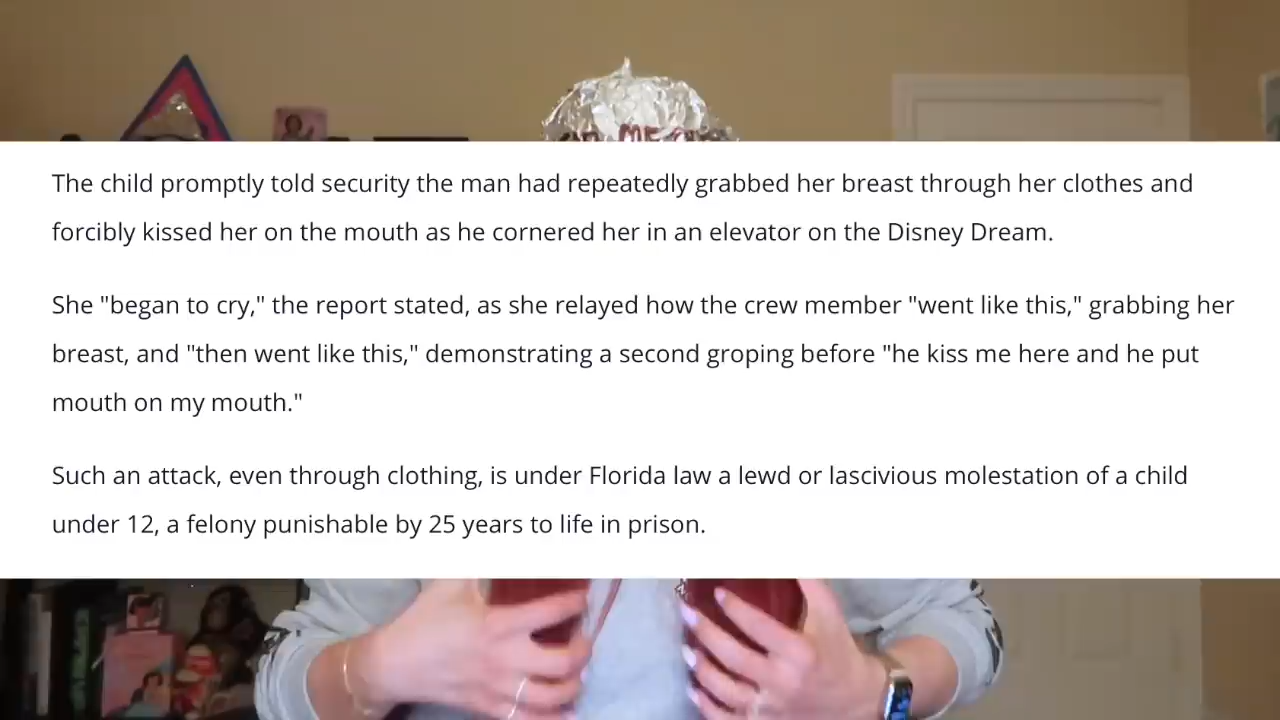 ME
The child promptly told security the man had repeatedly grabbed her breast through her clothes and
forcibly kissed her on the mouth as he cornered her in an elevator on the Disney Dream.
She "began to cry," the report stated, as she relayed how the crew member "went like this," grabbing her
breast, and "then went like this," demonstrating a second groping before "he kiss me here and he put
mouth on my mouth."
Such an attack, even through clothing, is under Florida law a lewd or lascivious molestation of a child
under 12, a felony punishable by 25 years to life in prison.